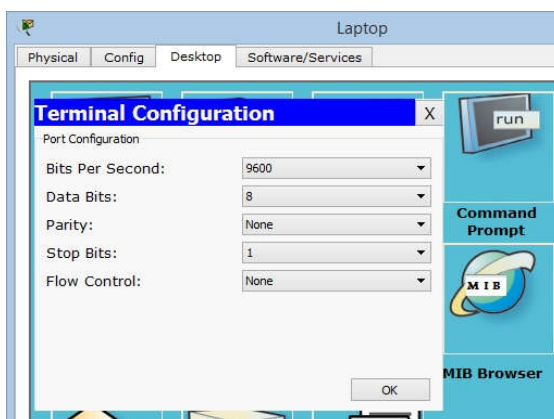 Laptop
Physical Config Desktop Software/Services
Terminal Configuration X
Port Configuration
Bits Per Second: 9600
Data Bits: 8
Parity: None
Stop Bits: 1
Flow Control: None
OK
run
Command
Prompt
MIB
MIB Browser